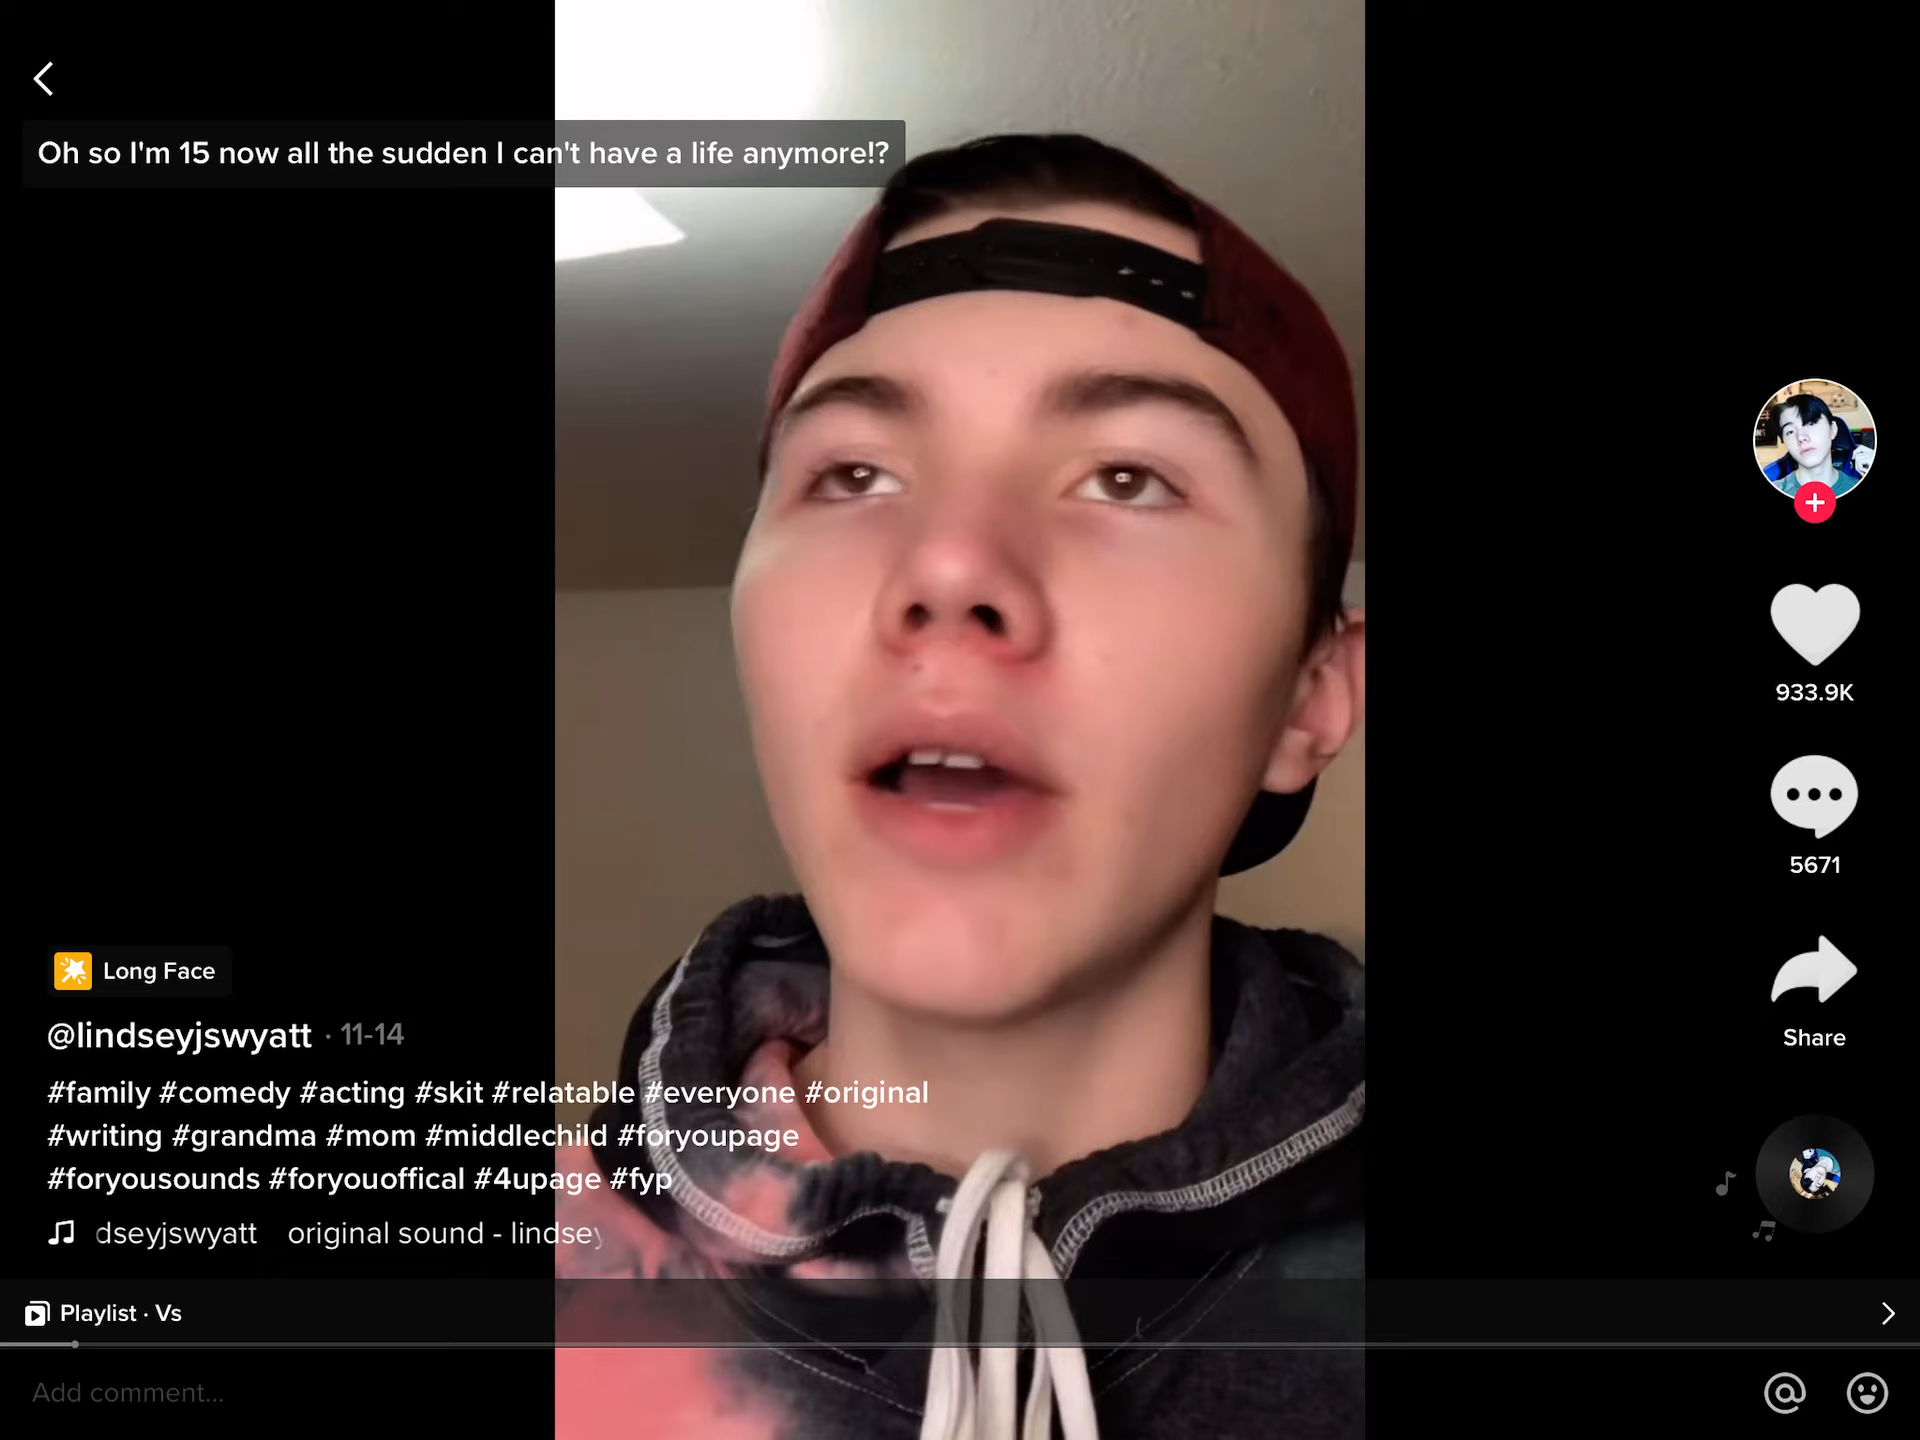 Oh so I'm 15 now all the sudden I can't have a life anymore!?
933.9K
5671
Share
Long Face
@lindseyjswyatt · 11-14
#family #comedy #acting #skit #relatable #everyone #original
#writing #grandma #mom #middlechild #foryoupage
#foryousounds #foryouoffical #4upage #fyp
dseyjswyatt original sound - lindsey
Playlist · Vs
Add comment...